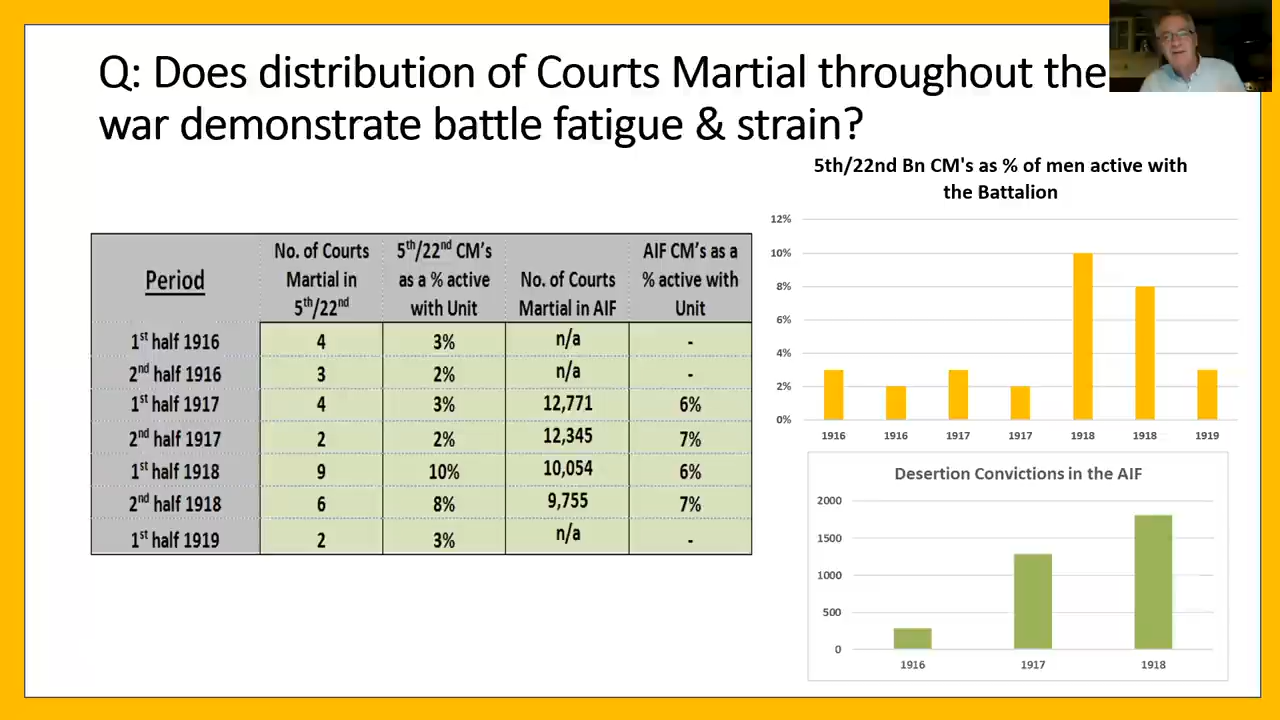 Q: Does distribution of Courts Martial throughout the
war demonstrate battle fatigue & strain?
Period
No. of Courts
Martial in
5th/22nd
5th/22nd CM's
as a % active
with Unit
No. of Courts
Martial in AIF
AIF CM's as a
% active with
Unit
1st half 1916 4 3% n/a -
2nd half 1916 3 2% n/a -
1st half 1917 4 3% 12,771 6%
2nd half 1917 2 2% 12,345 7%
1st half 1918 9 10% 10,054 6%
2nd half 1918 6 8% 9,755 7%
1st half 1919 2 3% n/a -
5th/22nd Bn CM's as % of men active with
the Battalion
12%
10%
8%
6%
4%
2%
0%
1916 1916 1917 1917 1918 1918 1919
Desertion Convictions in the AIF
2000
1500
1000
500
0
1916 1917 1918